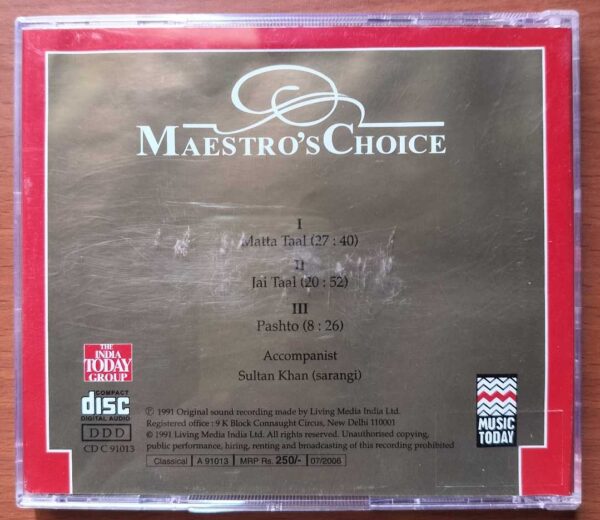 MAESTRO'S CHOICE
I
Matta Taal (27 : 40)
II
Jai Taal (20 : 52)
III
Pashto (8 : 26)
Accompanist
Sultan Khan (sarangi)
THE
INDIA
TODAY
GROUP
COMPACT
disc
DIGITAL AUDIO
DDD
CD C 91013
℗ 1991 Original sound recording made by Living Media India Ltd.
Registered office : 9 K Block Connaught Circus, New Delhi 110001
© 1991 Living Media India Ltd. All rights reserved. Unauthorised copying,
public performance, hiring, renting and broadcasting of this recording prohibited
Classical A 91013 MRP Rs. 250/- 07/2006
MUSIC
TODAY